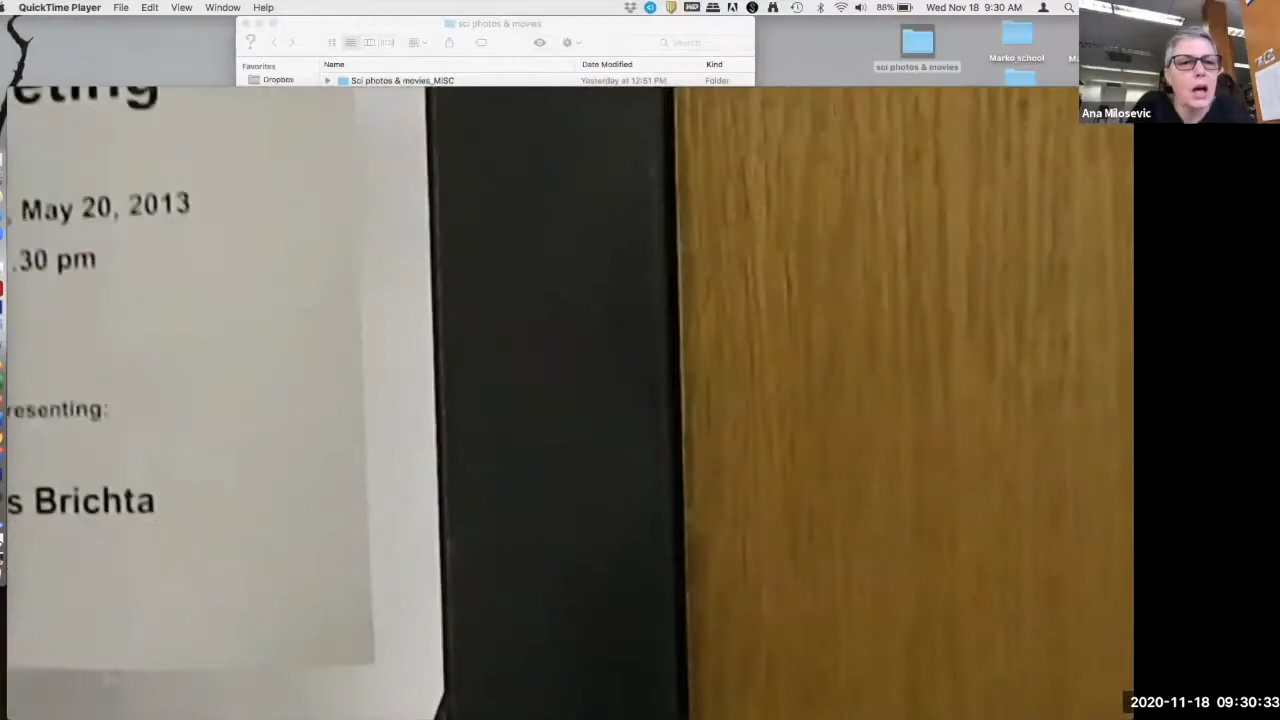 QuickTime Player File Edit View Window Help
88% Wed Nov 18 9:30 AM
sci photos & movies
Search
Favorites
Name Date Modified Kind
Dropbox
Sci photos & movies_MISC Yesterday at 12:51 PM Folder
sci photos & movies
Marko school
Ana Milosevic
eting
, May 20, 2013
.30 pm
resenting:
s Brichta
2020-11-18 09:30:33